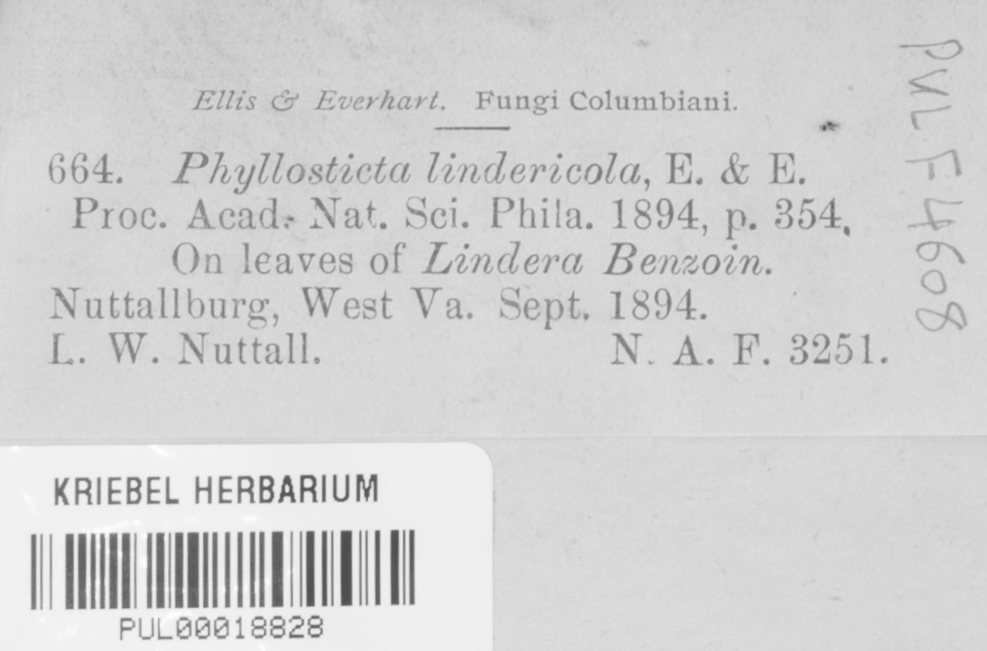 Ellis & Everhart. Fungi Columbiani.
664. Phyllosticta lindericola, E. & E.
Proc. Acad. Nat. Sci. Phila. 1894, p. 354.
On leaves of Lindera Benzoin.
Nuttallburg, West Va. Sept. 1894.
L. W. Nuttall. N. A. F. 3251.
PUL F4608
KRIEBEL HERBARIUM
PUL00018828